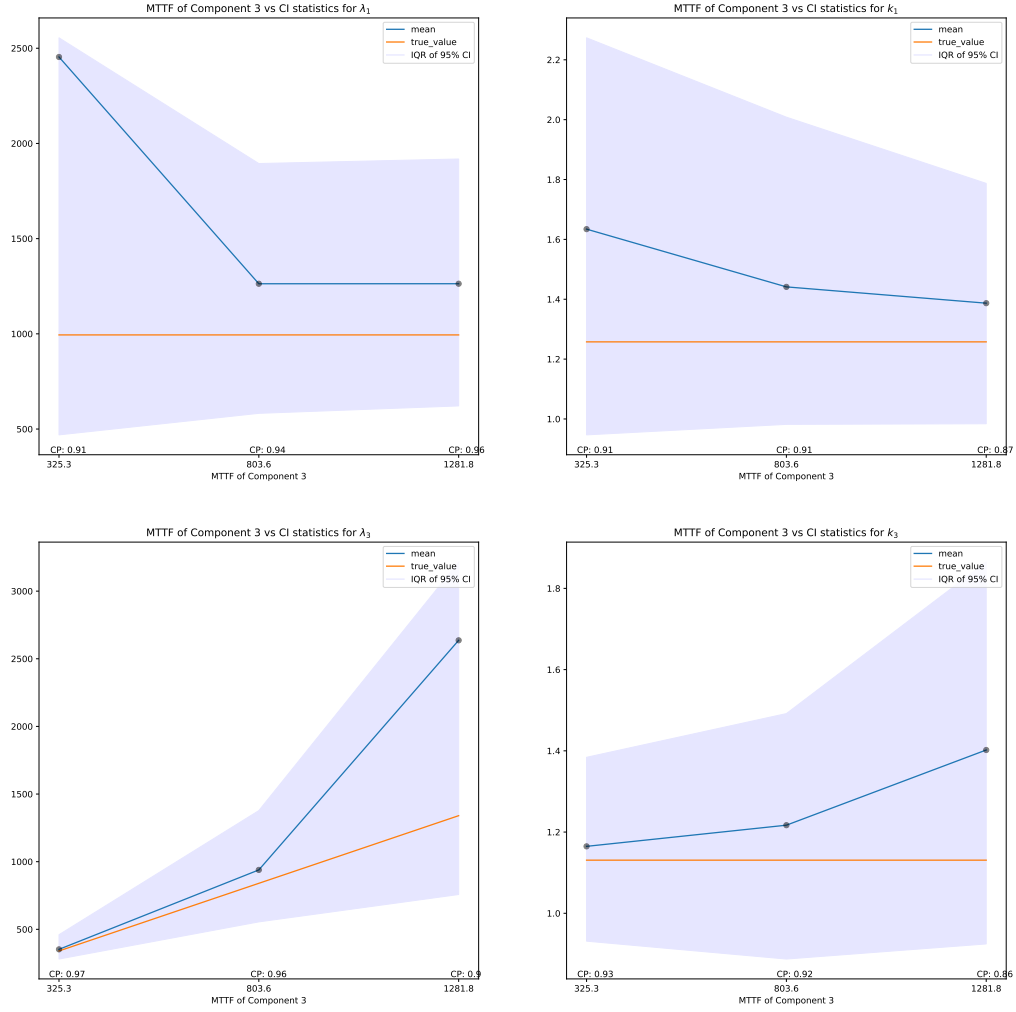 MTTF of Component 3 vs CI statistics for λ1
mean
true_value
IQR of 95% CI
2500
2000
1500
1000
500
CP: 0.91
CP: 0.94
CP: 0.96
325.3
803.6
1281.8
MTTF of Component 3
MTTF of Component 3 vs CI statistics for k1
mean
true_value
IQR of 95% CI
2.2
2.0
1.8
1.6
1.4
1.2
1.0
CP: 0.91
CP: 0.91
CP: 0.87
325.3
803.6
1281.8
MTTF of Component 3
MTTF of Component 3 vs CI statistics for λ3
mean
true_value
IQR of 95% CI
3000
2500
2000
1500
1000
500
CP: 0.97
CP: 0.96
CP: 0.9
325.3
803.6
1281.8
MTTF of Component 3
MTTF of Component 3 vs CI statistics for k3
mean
true_value
IQR of 95% CI
1.8
1.6
1.4
1.2
1.0
CP: 0.93
CP: 0.92
CP: 0.86
325.3
803.6
1281.8
MTTF of Component 3